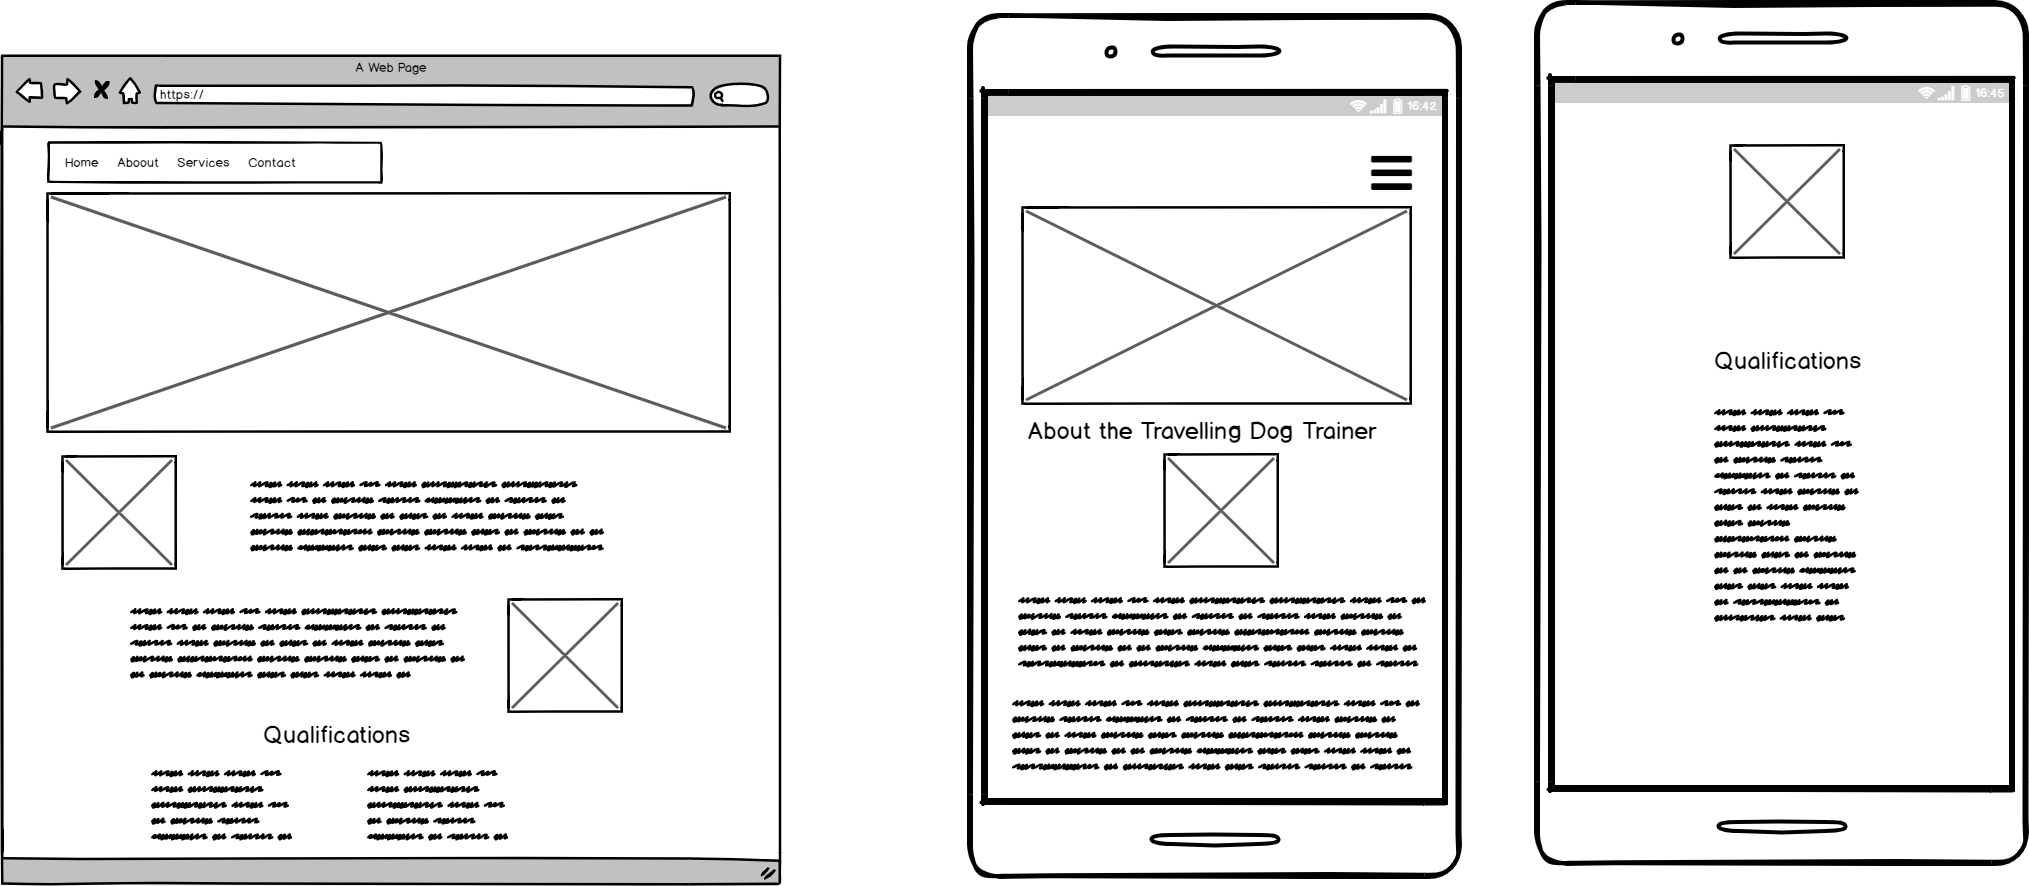 A Web Page
https://
Home Aboout Services Contact
Qualifications
16:42
About the Travelling Dog Trainer
16:45
Qualifications